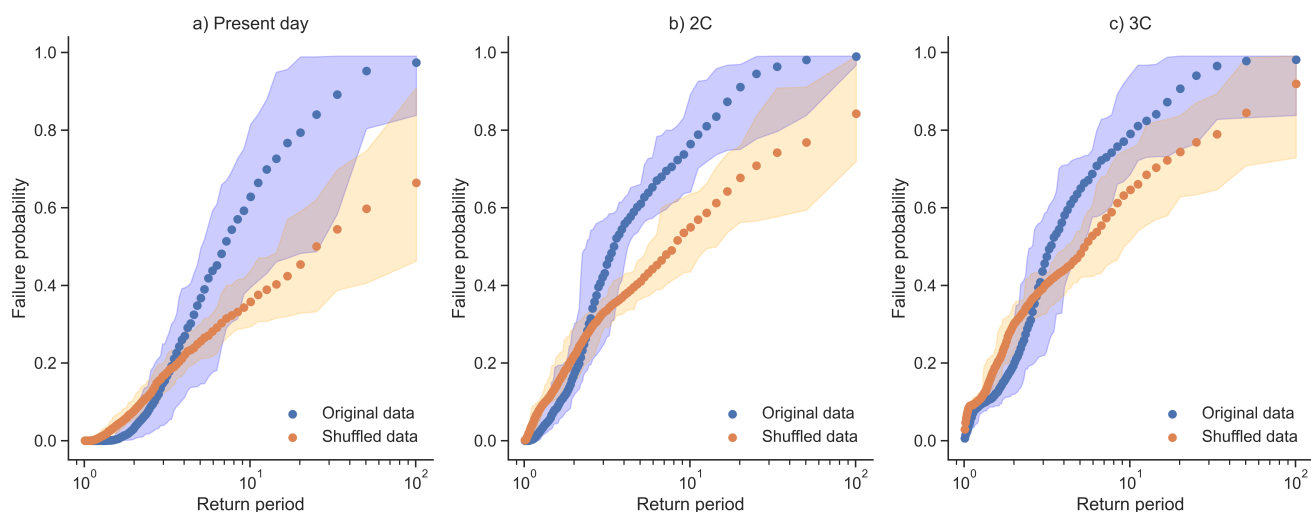 a) Present day
1.0
0.8
0.6
0.4
0.2
0.0
Failure probability
10^0
10^1
10^2
Return period
Original data
Shuffled data
b) 2C
1.0
0.8
0.6
0.4
0.2
0.0
Failure probability
10^0
10^1
10^2
Return period
Original data
Shuffled data
c) 3C
1.0
0.8
0.6
0.4
0.2
0.0
Failure probability
10^0
10^1
10^2
Return period
Original data
Shuffled data